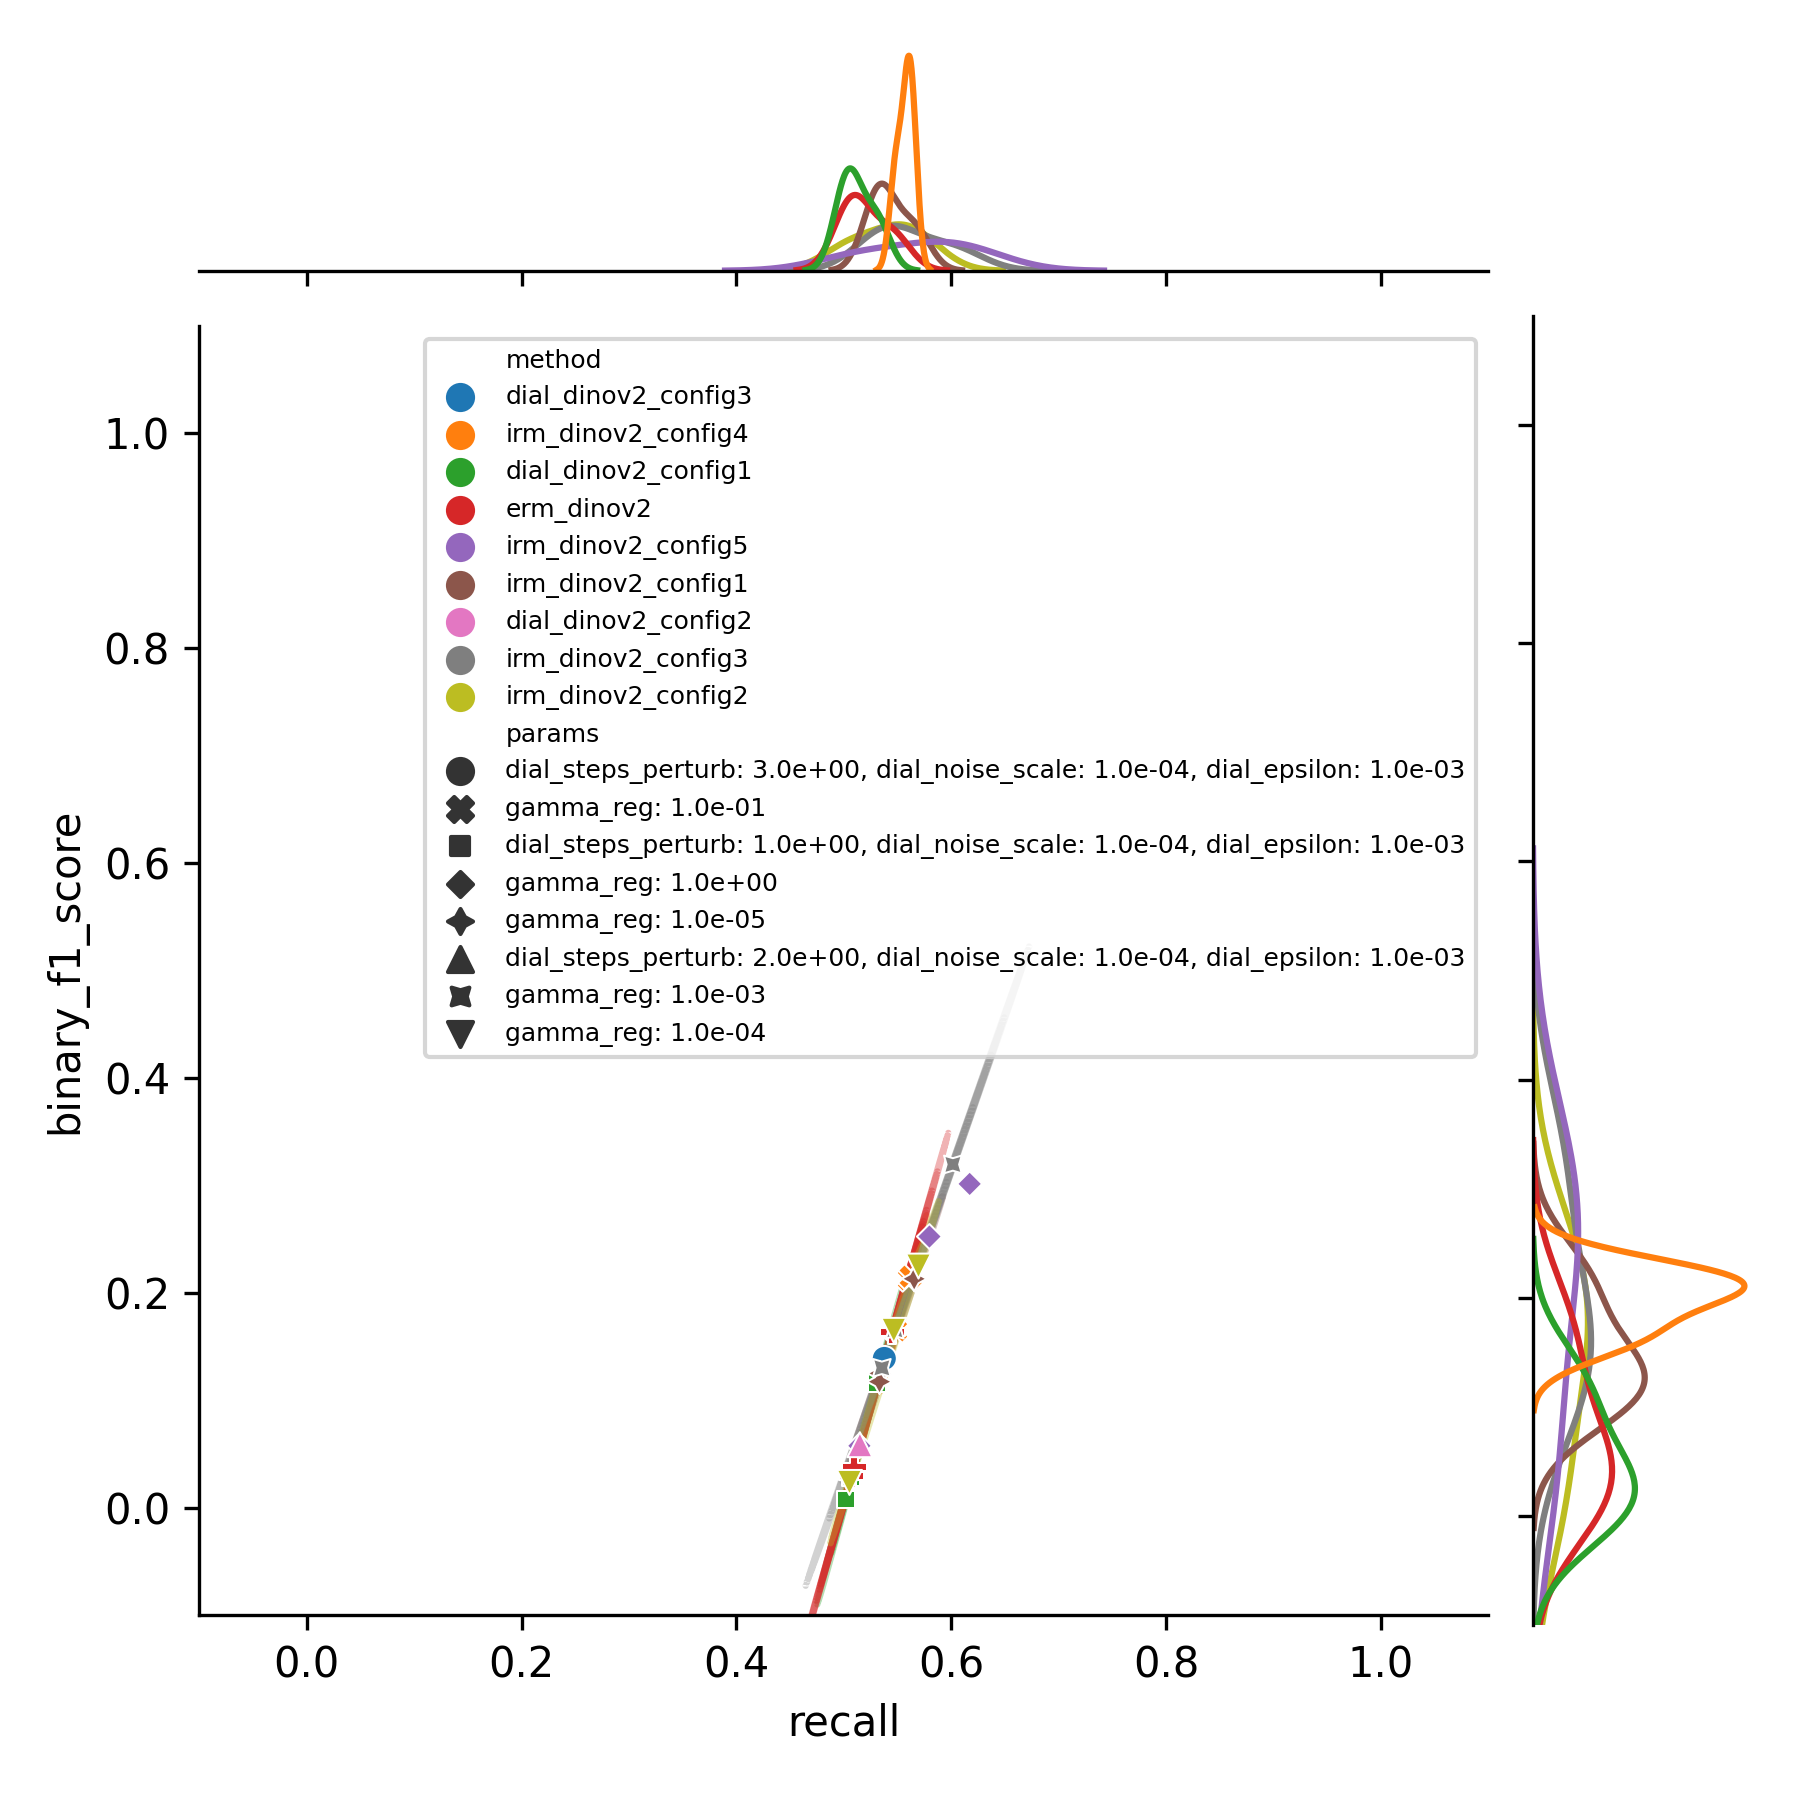 method
dial_dinov2_config3
irm_dinov2_config4
dial_dinov2_config1
erm_dinov2
irm_dinov2_config5
irm_dinov2_config1
dial_dinov2_config2
irm_dinov2_config3
irm_dinov2_config2
params
dial_steps_perturb: 3.0e+00, dial_noise_scale: 1.0e-04, dial_epsilon: 1.0e-03
gamma_reg: 1.0e-01
dial_steps_perturb: 1.0e+00, dial_noise_scale: 1.0e-04, dial_epsilon: 1.0e-03
gamma_reg: 1.0e+00
gamma_reg: 1.0e-05
dial_steps_perturb: 2.0e+00, dial_noise_scale: 1.0e-04, dial_epsilon: 1.0e-03
gamma_reg: 1.0e-03
gamma_reg: 1.0e-04
binary_f1_score
1.0
0.8
0.6
0.4
0.2
0.0
0.0 0.2 0.4 0.6 0.8 1.0
recall